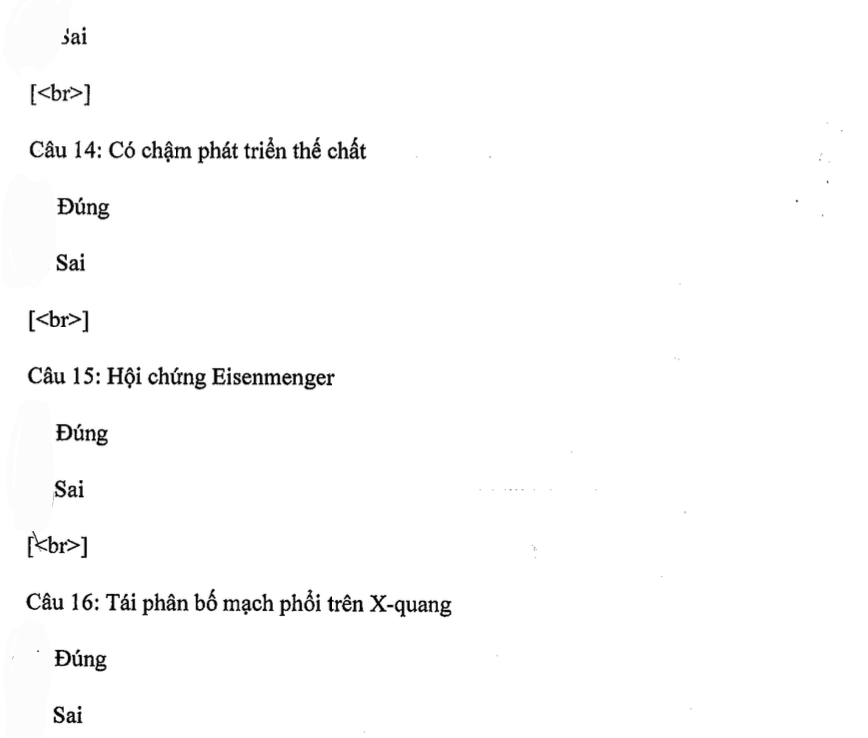 Sai
[<br>]
Câu 14: Có chậm phát triển thế chất
Đúng
Sai
[<br>]
Câu 15: Hội chứng Eisenmenger
Đúng
Sai
[<br>]
Câu 16: Tái phân bố mạch phổi trên X-quang
Đúng
Sai